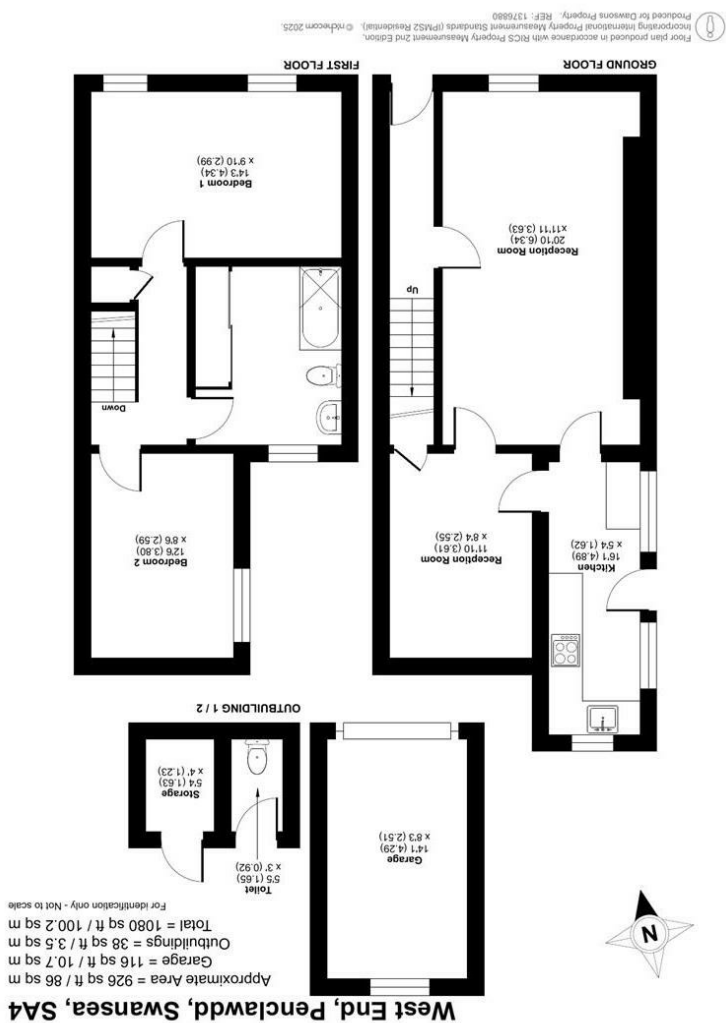 West End, Penclawdd, Swansea, SA4
Approximate Area = 926 sq ft / 86 sq m
Garage = 116 sq ft / 10.7 sq m
Outbuildings = 38 sq ft / 3.5 sq m
Total = 1080 sq ft / 100.2 sq m
For identification only - Not to scale
N
Garage
14'1 (4.29)
x 8'3 (2.51)
Toilet
5'5 (1.65)
x 3' (0.92)
Storage
5'4 (1.63)
x 4' (1.23)
OUTBUILDING 1 / 2
Kitchen
16'1 (4.89)
x 5'4 (1.62)
Reception Room
11'10 (3.61)
x 8'4 (2.55)
Bedroom 2
12'6 (3.80)
x 8'6 (2.59)
Down
Up
Reception Room
20'10 (6.34)
x11'11 (3.63)
Bedroom 1
14'3 (4.34)
x 9'10 (2.99)
GROUND FLOOR
FIRST FLOOR
Floor plan produced in accordance with RICS Property Measurement 2nd Edition.
Incorporating International Property Measurement Standards (IPMS2 Residential). © nichecom 2025.
Produced for Dawsons Property. REF: 1376880